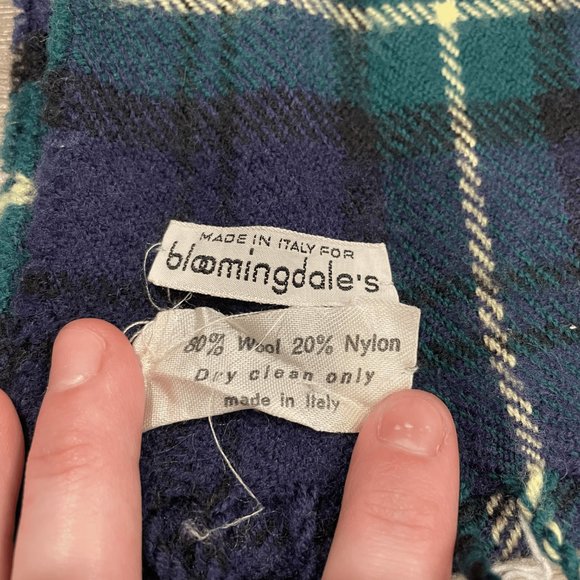 MADE IN ITALY FOR
bloomingdale's
80% Wool 20% Nylon
Dry clean only
made in Italy